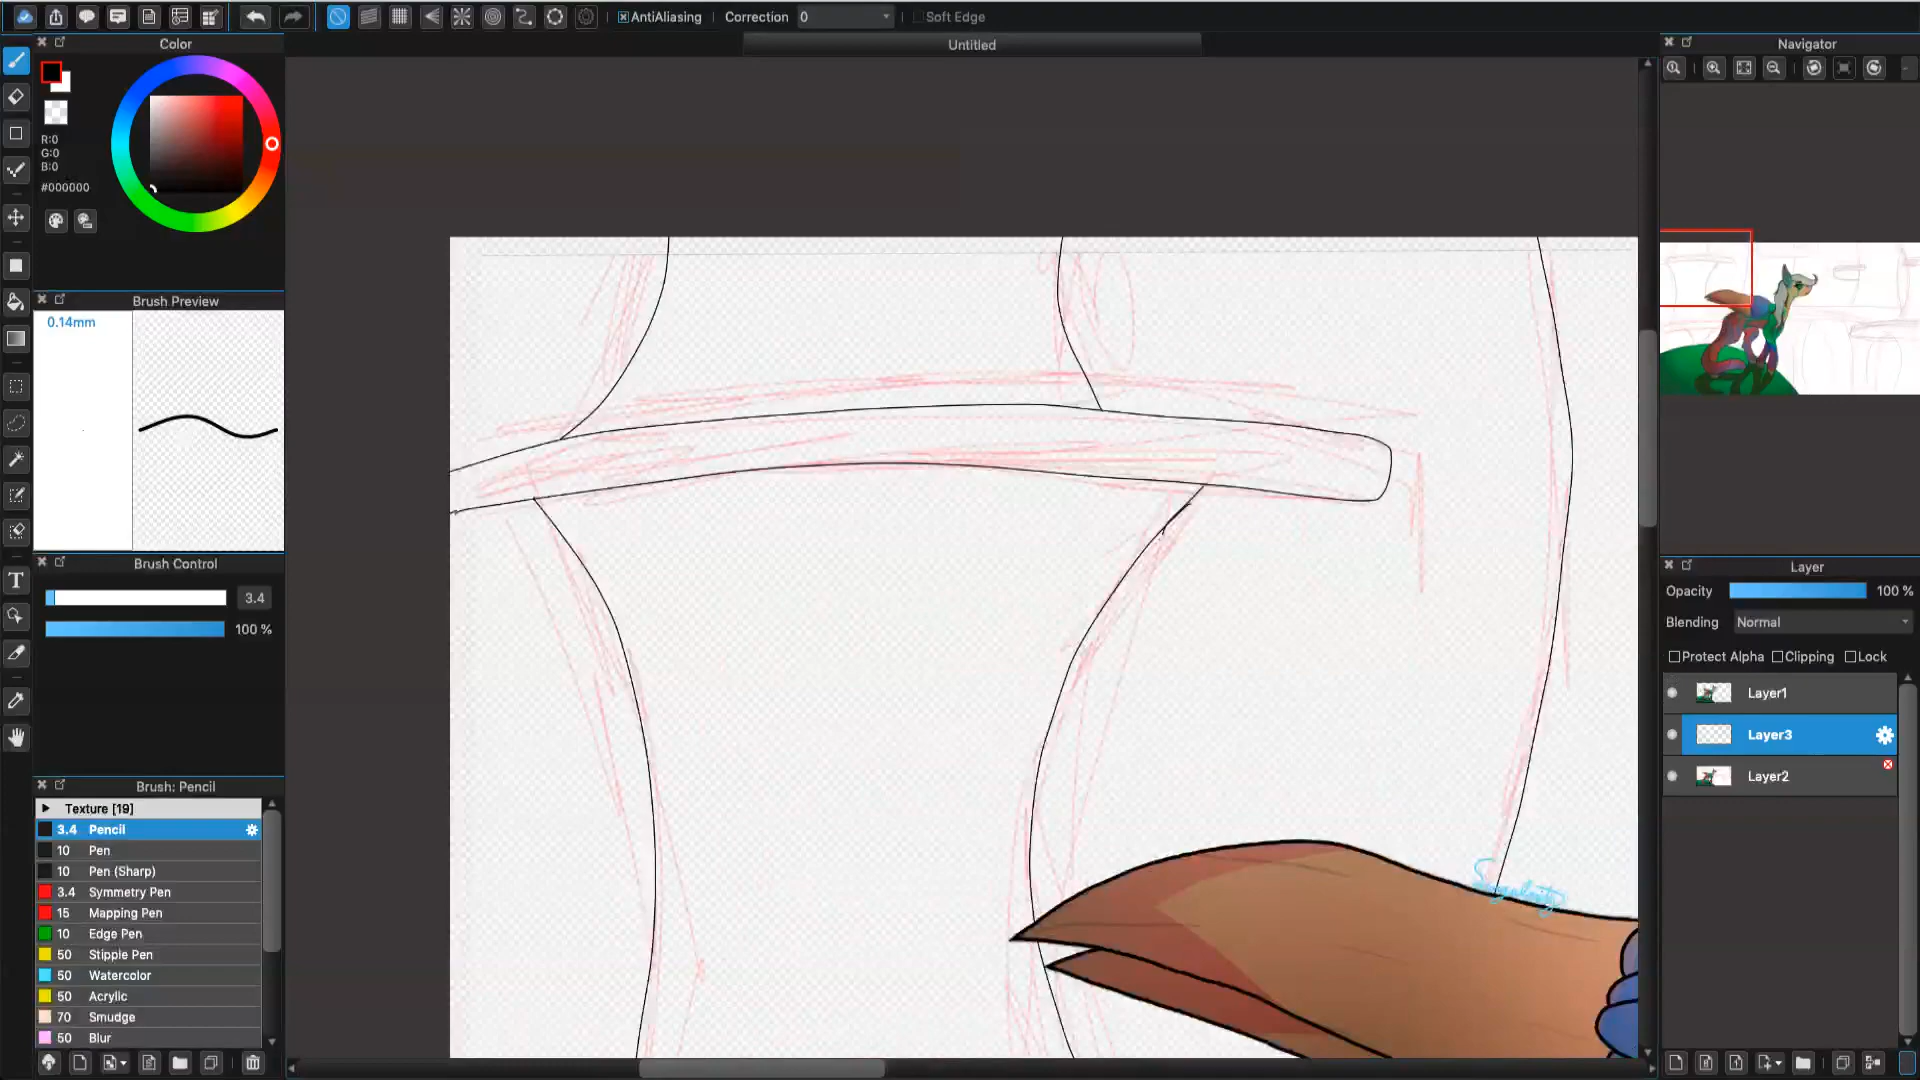 AntiAliasing
Correction
0
Soft Edge
Color
Untitled
Navigator
R:0
G:0
B:0
#000000
Brush Preview
0.14mm
Brush Control
3.4
100 %
Brush: Pencil
Texture [19]
3.4 Pencil
10 Pen
10 Pen (Sharp)
3.4 Symmetry Pen
15 Mapping Pen
10 Edge Pen
50 Stipple Pen
50 Watercolor
50 Acrylic
70 Smudge
50 Blur
Layer
Opacity 100 %
Blending Normal
Protect Alpha Clipping Lock
Layer1
Layer3
Layer2
Singularity